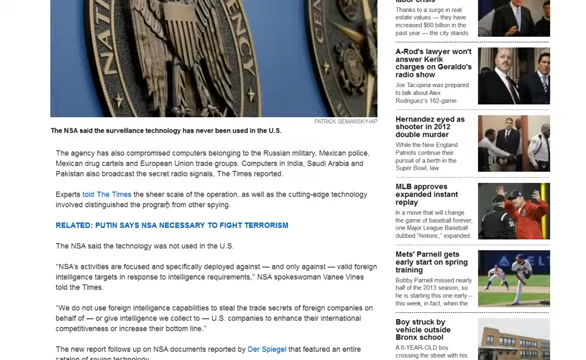 PATRICK SEMANSKY/AP
The NSA said the surveillance technology has never been used in the U.S.
The agency has also compromised computers belonging to the Russian military, Mexican police,
Mexican drug cartels and European Union trade groups. Computers in India, Saudi Arabia and
Pakistan also broadcast the secret radio signals, The Times reported.
Experts told The Times the sheer scale of the operation, as well as the cutting-edge technology
involved distinguished the program from other spying.
RELATED: PUTIN SAYS NSA NECESSARY TO FIGHT TERRORISM
The NSA said the technology was not used in the U.S.
"NSA's activities are focused and specifically deployed against — and only against — valid foreign
intelligence targets in response to intelligence requirements," NSA spokeswoman Vanee Vines
told the Times.
"We do not use foreign intelligence capabilities to steal the trade secrets of foreign companies on
behalf of — or give intelligence we collect to — U.S. companies to enhance their international
competitiveness or increase their bottom line."
The new report follows up on NSA documents reported by Der Spiegel that featured an entire
catalog of spying technology.
labor crisis
Thanks to a surge in real
estate values — they have
increased $60 billion in
the past year — the city stands
A-Rod's lawyer won't
answer Kerik
charges on Geraldo's
radio show
Joe Tacopina was prepared
to talk about Alex
Rodriguez's 162-game
Hernandez eyed as
shooter in 2012
double murder
While the New England
Patriots continue their
pursuit of a berth in the
Super Bowl, Law
MLB approves
expanded instant
replay
In a move that will change
the game of baseball forever,
one Major League Baseball
dubbed "historic," expanded
Mets' Parnell gets
early start on spring
training
Bobby Parnell missed nearly
half of the 2013 season, so
he is starting this one early --
this week, in fact, when the
Boy struck by
vehicle outside
Bronx school
A 6-YEAR-OLD BOY
crossing the street with his